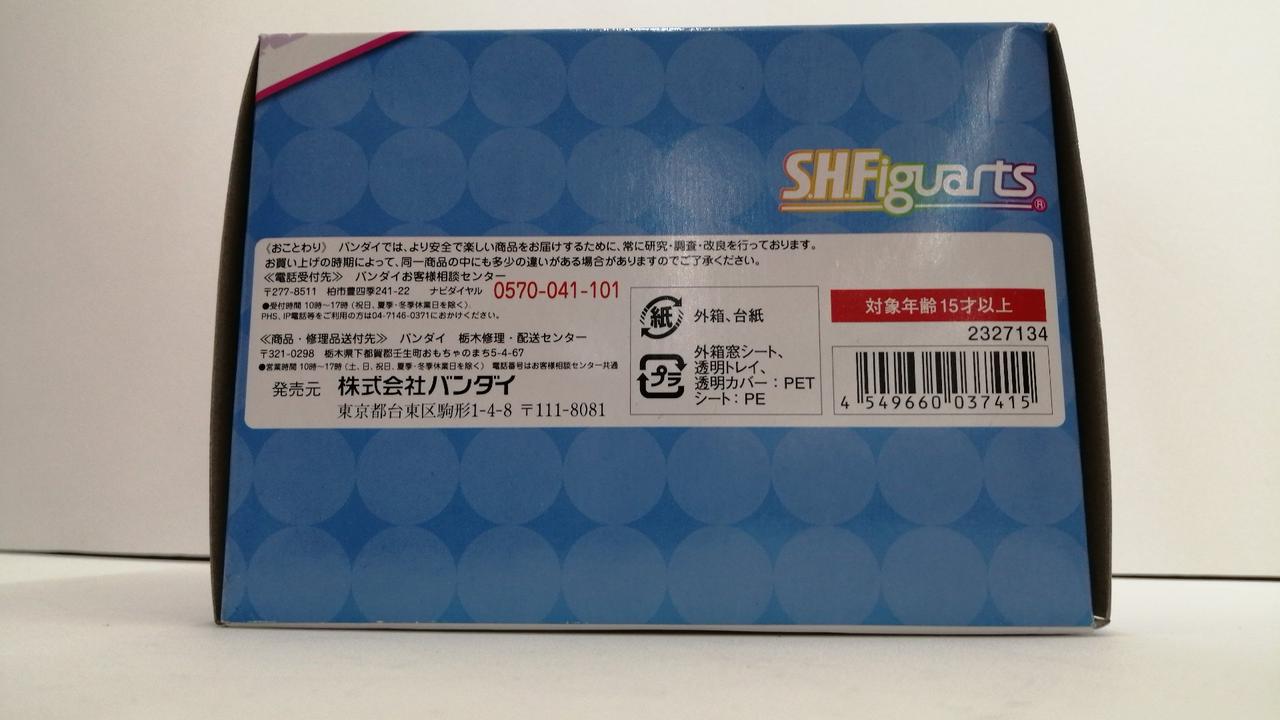 S.H.Figuarts®
《おことわり》 バンダイでは、より安全で楽しい商品をお届けするために、常に研究・調査・改良を行っております。
お買い上げの時期によって、同一商品の中にも多少の違いがある場合がありますのでご了承ください。
≪電話受付先≫ バンダイお客様相談センター
〒277-8511 柏市豊四季241-22 ナビダイヤル 0570-041-101
●受付時間 10時〜17時 (祝日、夏季・冬季休業日を除く)
PHS、IP電話等をご利用の方は04-7146-0371におかけください。
≪商品・修理品送付先≫ バンダイ 栃木修理・配送センター
〒321-0298 栃木県下都賀郡壬生町おもちゃのまち5-4-67
●営業時間 10時〜17時 (土、日、祝日、夏季・冬季休業日を除く) 電話番号はお客様相談センター共通
発売元 株式会社バンダイ
東京都台東区駒形1-4-8 〒111-8081
紙 外箱、台紙
プラ 外箱窓シート、
透明トレイ、
透明カバー：PET
シート：PE
対象年齢15才以上
2327134
4 549660 037415